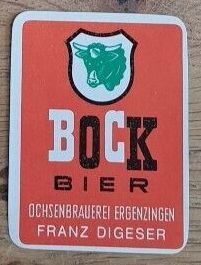 BOCK
BIER
OCHSENBRAUEREI ERGENZINGEN
FRANZ DIGESER